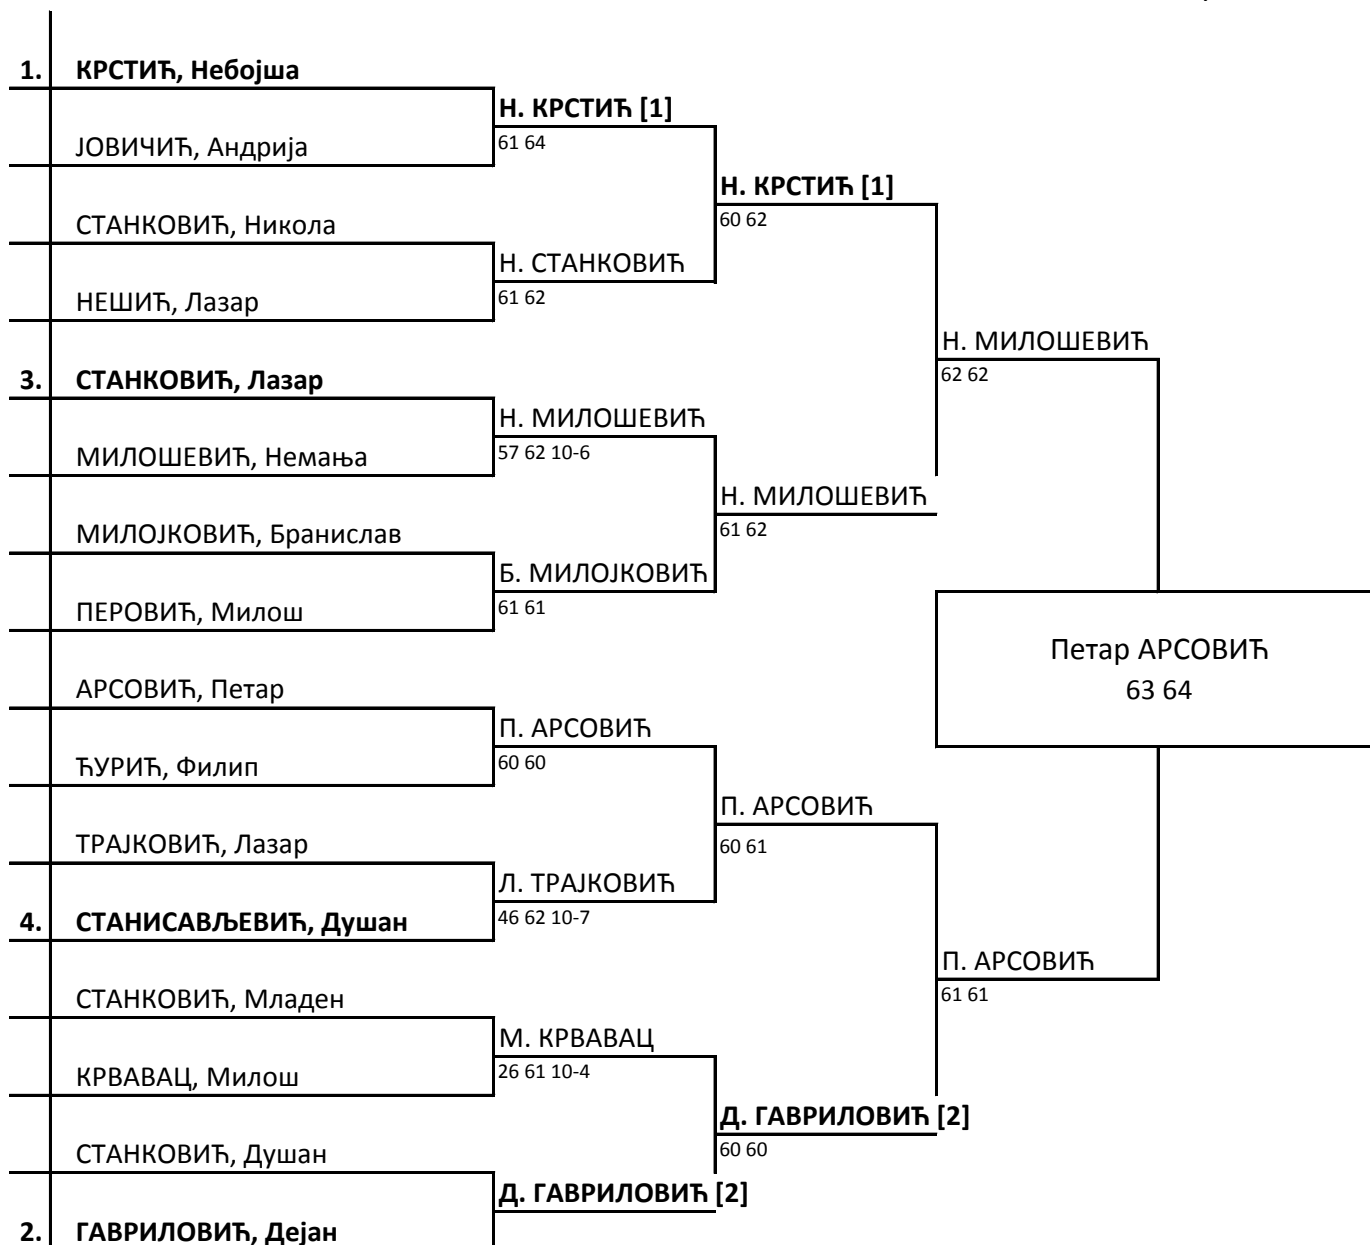 1. КРСТИЋ, Небојша
Н. КРСТИЋ [1]
ЈОВИЧИЋ, Андрија
61 64
Н. КРСТИЋ [1]
СТАНКОВИЋ, Никола
60 62
Н. СТАНКОВИЋ
НЕШИЋ, Лазар
61 62
Н. МИЛОШЕВИЋ
3. СТАНКОВИЋ, Лазар
62 62
Н. МИЛОШЕВИЋ
МИЛОШЕВИЋ, Немања
57 62 10-6
Н. МИЛОШЕВИЋ
МИЛОЈКОВИЋ, Бранислав
61 62
Б. МИЛОЈКОВИЋ
ПЕРОВИЋ, Милош
61 61
Петар АРСОВИЋ
63 64
АРСОВИЋ, Петар
П. АРСОВИЋ
ЋУРИЋ, Филип
60 60
П. АРСОВИЋ
ТРАЈКОВИЋ, Лазар
60 61
Л. ТРАЈКОВИЋ
4. СТАНИСАВЉЕВИЋ, Душан
46 62 10-7
П. АРСОВИЋ
СТАНКОВИЋ, Младен
61 61
М. КРВАВАЦ
КРВАВАЦ, Милош
26 61 10-4
Д. ГАВРИЛОВИЋ [2]
СТАНКОВИЋ, Душан
60 60
Д. ГАВРИЛОВИЋ [2]
2. ГАВРИЛОВИЋ, Дејан